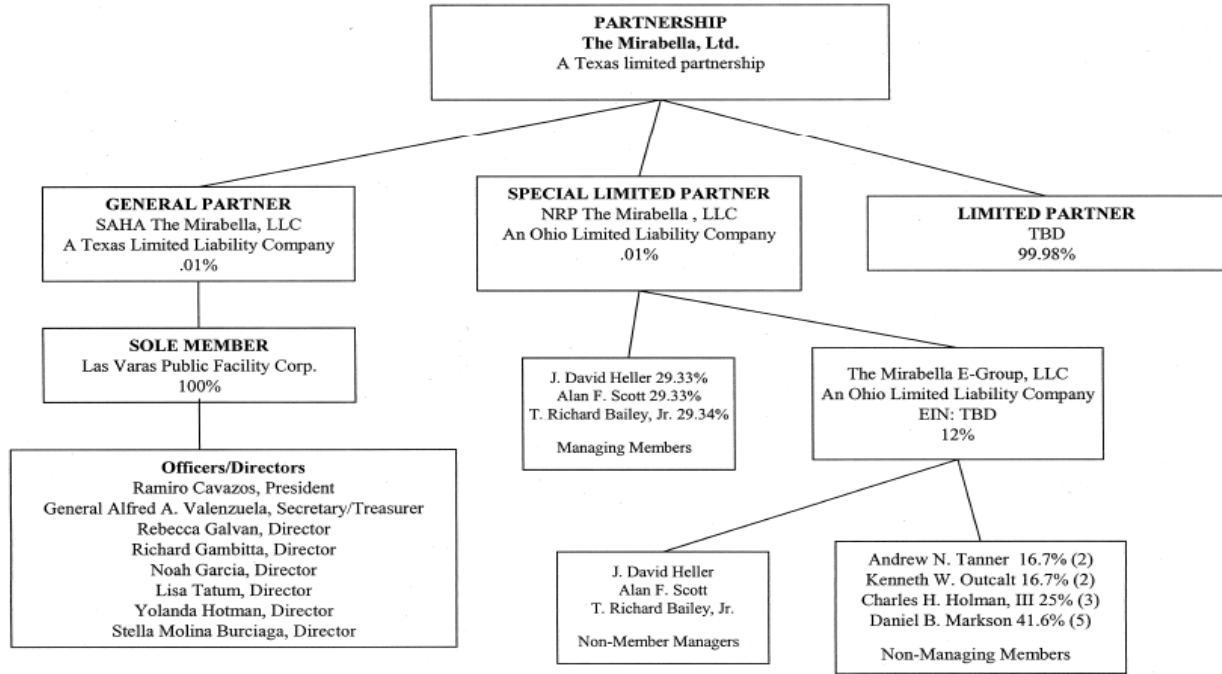 PARTNERSHIP
The Mirabella, Ltd.
A Texas limited partnership
GENERAL PARTNER
SAHA The Mirabella, LLC
A Texas Limited Liability Company
.01%
SPECIAL LIMITED PARTNER
NRP The Mirabella , LLC
An Ohio Limited Liability Company
.01%
LIMITED PARTNER
TBD
99.98%
SOLE MEMBER
Las Varas Public Facility Corp.
100%
J. David Heller 29.33%
Alan F. Scott 29.33%
T. Richard Bailey, Jr. 29.34%
Managing Members
The Mirabella E-Group, LLC
An Ohio Limited Liability Company
EIN: TBD
12%
Officers/Directors
Ramiro Cavazos, President
General Alfred A. Valenzuela, Secretary/Treasurer
Rebecca Galvan, Director
Richard Gambitta, Director
Noah Garcia, Director
Lisa Tatum, Director
Yolanda Hotman, Director
Stella Molina Burciaga, Director
J. David Heller
Alan F. Scott
T. Richard Bailey, Jr.
Non-Member Managers
Andrew N. Tanner 16.7% (2)
Kenneth W. Outcalt 16.7% (2)
Charles H. Holman, III 25% (3)
Daniel B. Markson 41.6% (5)
Non-Managing Members